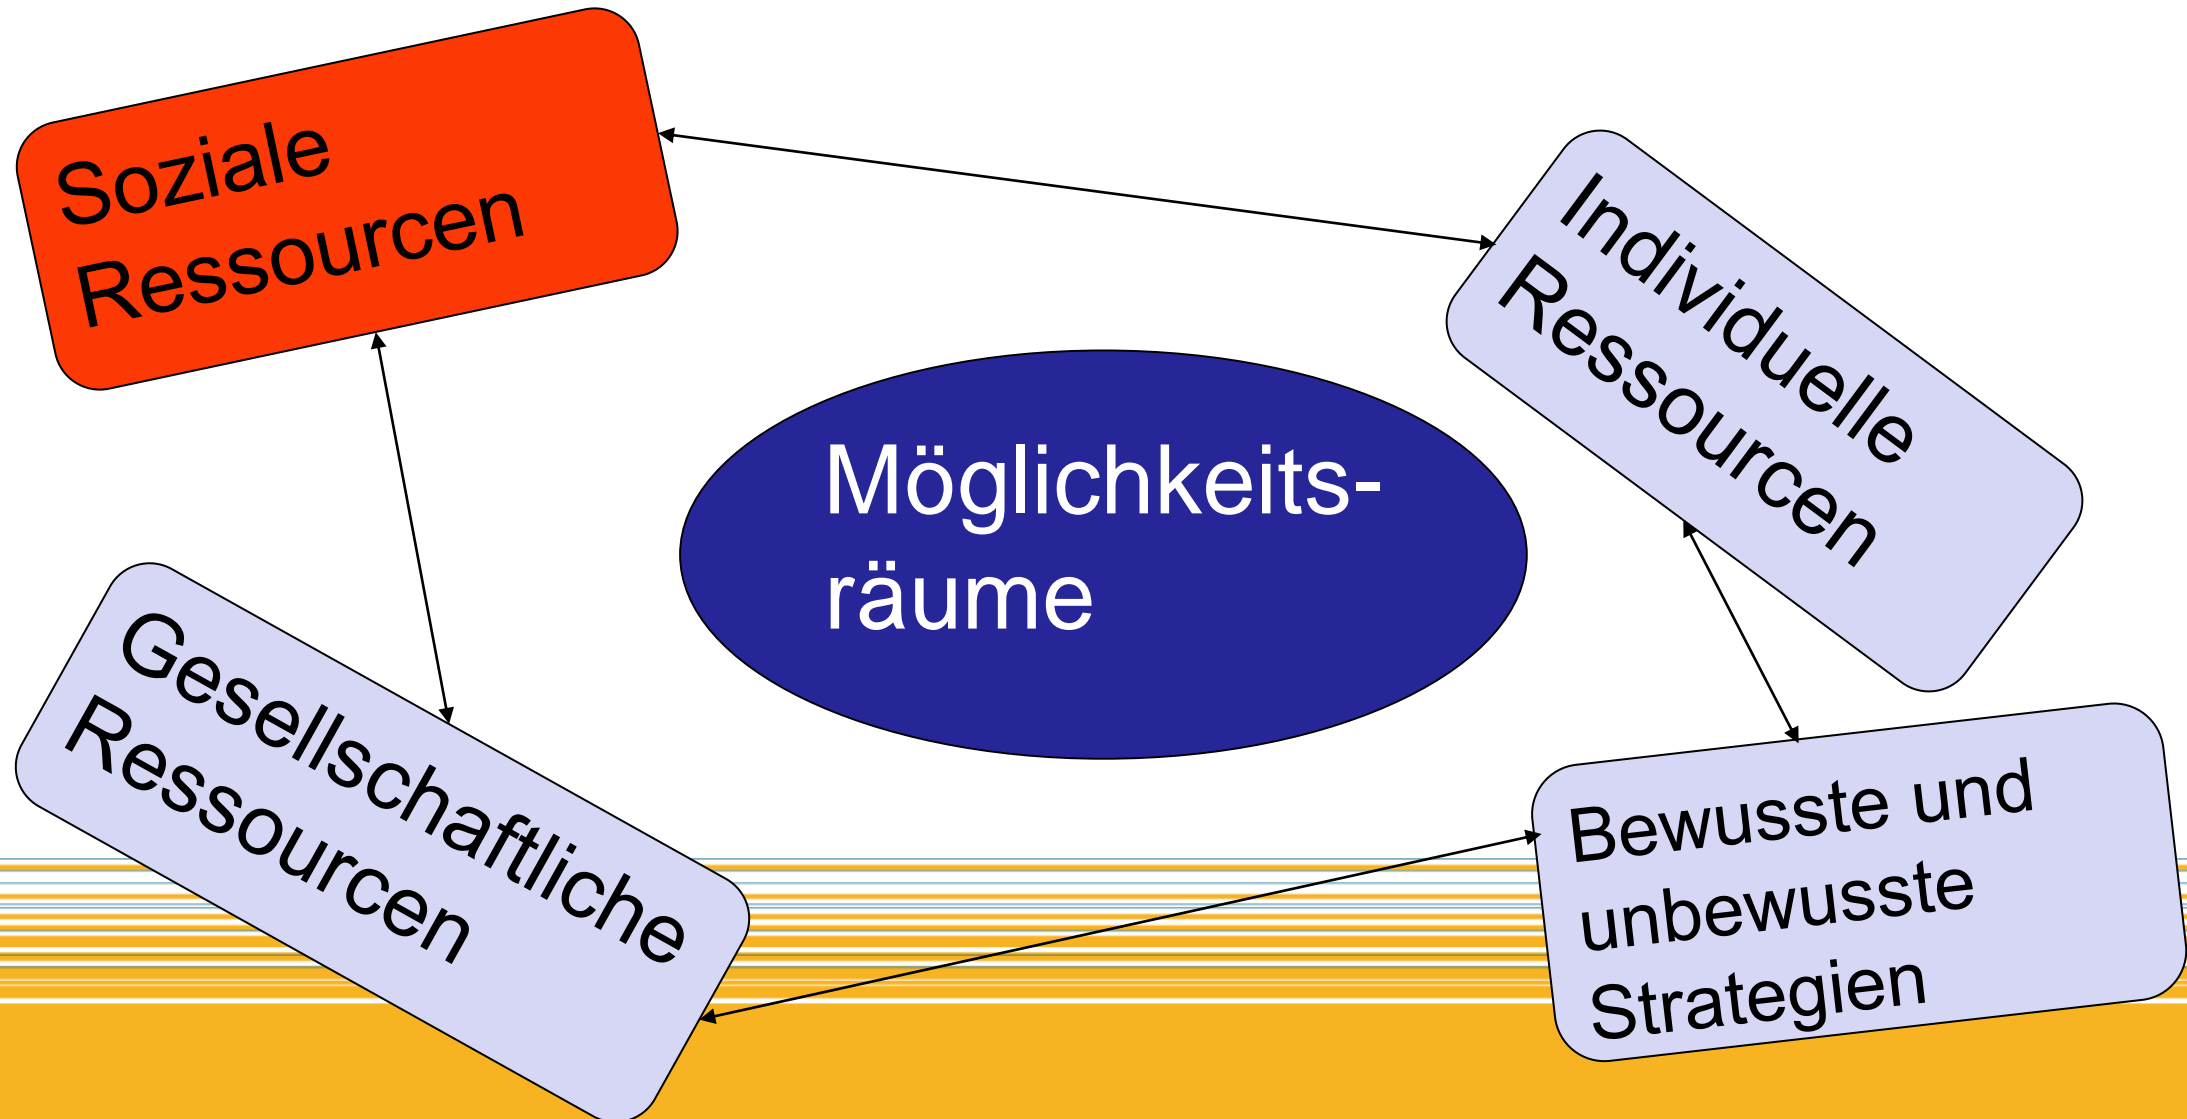 Soziale
Ressourcen
Individuelle
Ressourcen
Möglichkeits-
räume
Gesellschaftliche
Ressourcen
Bewusste und
unbewusste
Strategien